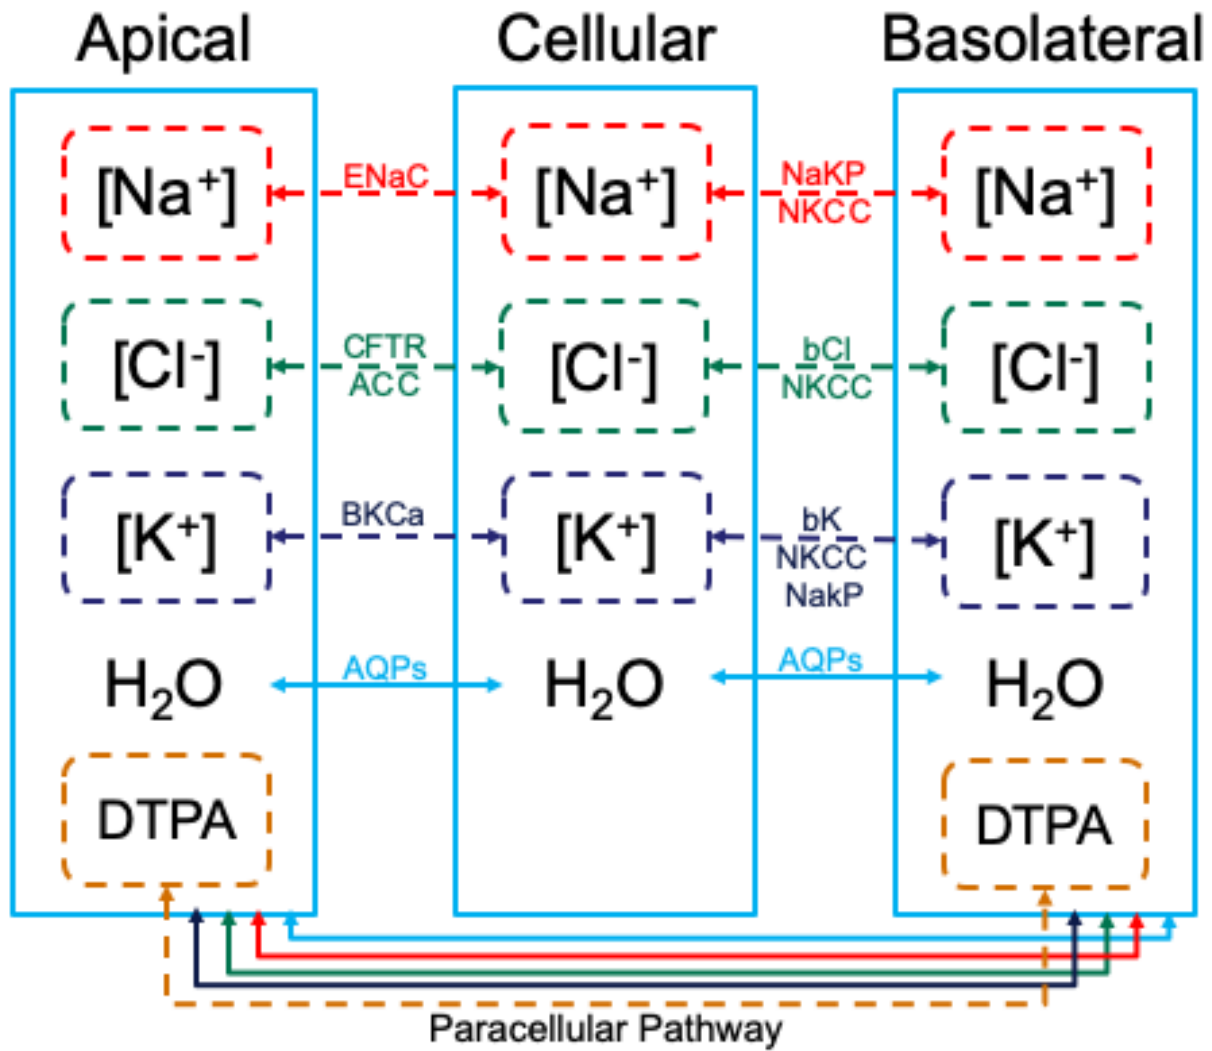 Apical Cellular Basolateral
[Na⁺] ENaC [Na⁺] NaKP [Na⁺]
NKCC
[Cl⁻] CFTR [Cl⁻] bCl [Cl⁻]
ACC NKCC
[K⁺] BKCa [K⁺] bK [K⁺]
NKCC
NakP
H₂O AQPs H₂O AQPs H₂O
DTPA DTPA
Paracellular Pathway